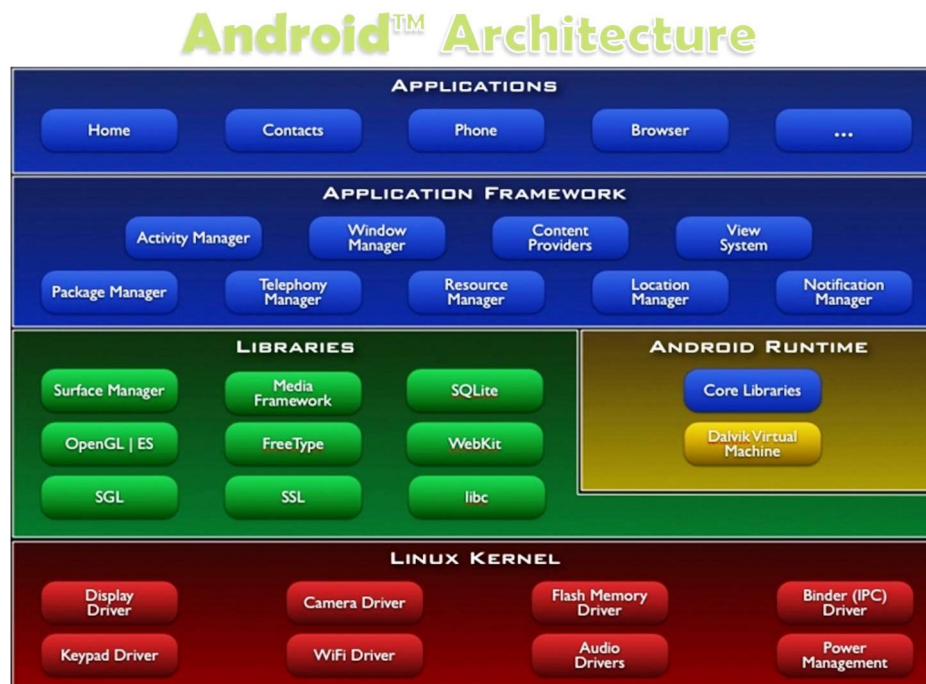 Android™ Architecture
APPLICATIONS
Home
Contacts
Phone
Browser
...
APPLICATION FRAMEWORK
Activity Manager
Window
Manager
Content
Providers
View
System
Package Manager
Telephony
Manager
Resource
Manager
Location
Manager
Notification
Manager
LIBRARIES
Surface Manager
Media
Framework
SQLite
OpenGL | ES
FreeType
WebKit
SGL
SSL
libc
ANDROID RUNTIME
Core Libraries
Dalvik Virtual
Machine
LINUX KERNEL
Display
Driver
Camera Driver
Flash Memory
Driver
Binder (IPC)
Driver
Keypad Driver
WiFi Driver
Audio
Drivers
Power
Management